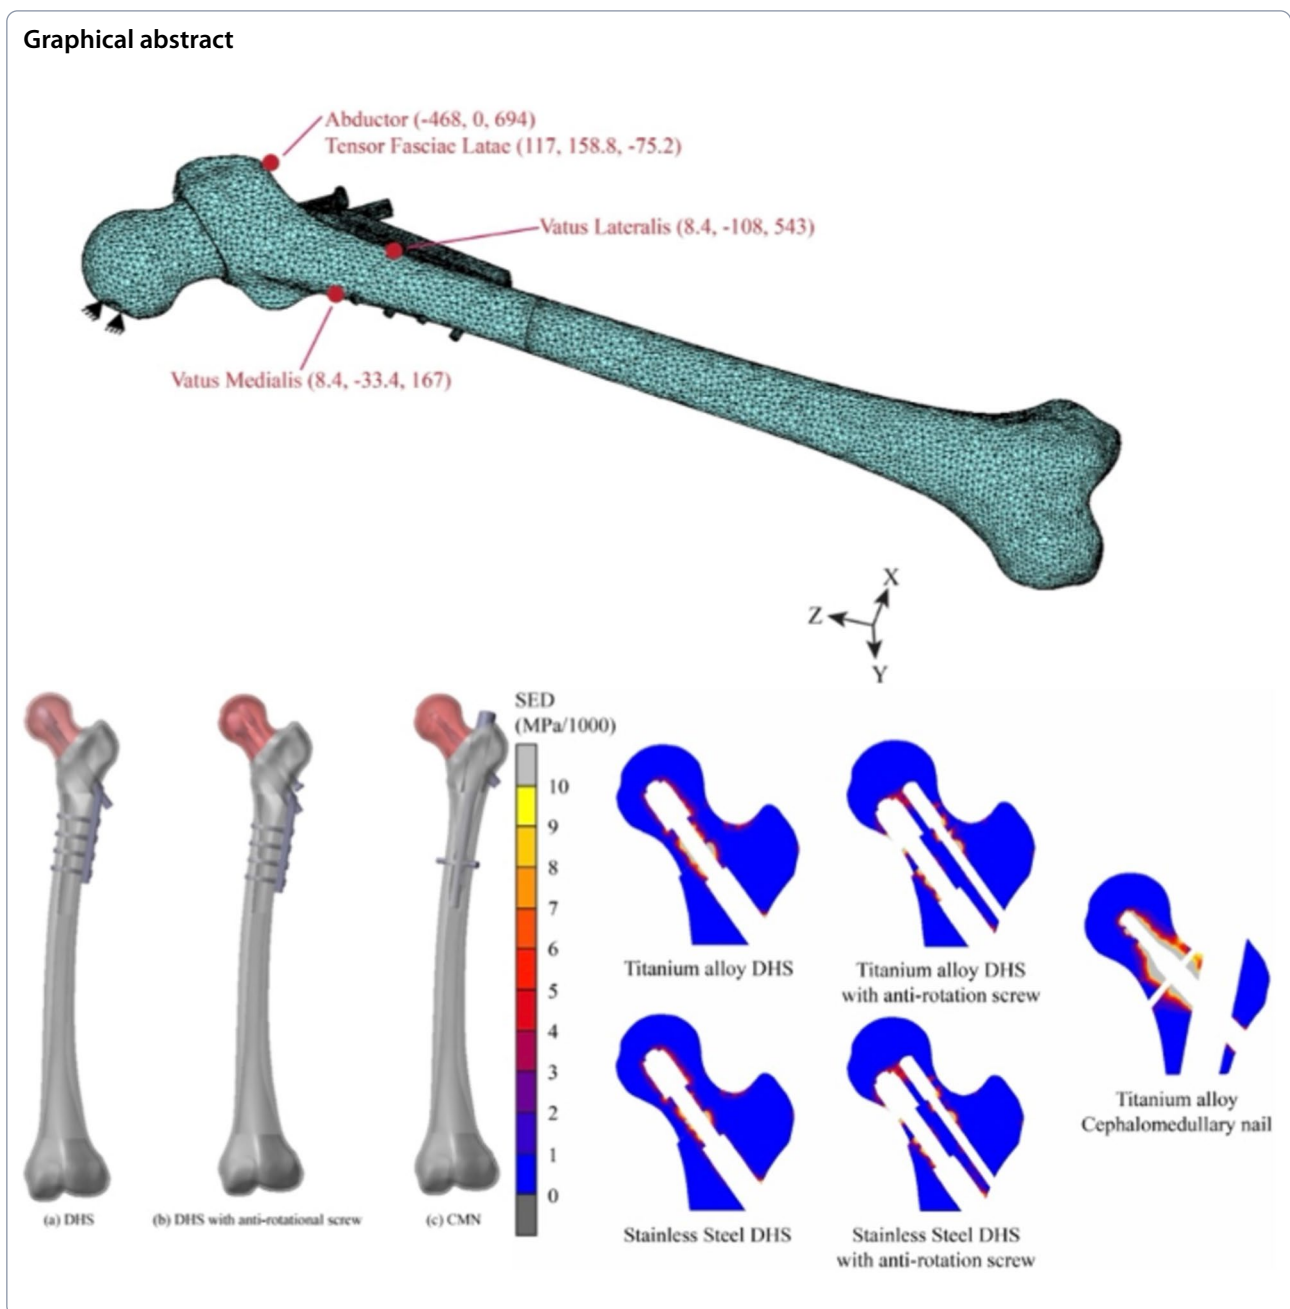 Graphical abstract
Abductor (-468, 0, 694)
Tensor Fasciae Latae (117, 158.8, -75.2)
Vatus Lateralis (8.4, -108, 543)
Vatus Medialis (8.4, -33.4, 167)
X
Z
Y
SED
(MPa/1000)
10
9
8
7
6
5
4
3
2
1
0
(a) DHS
(b) DHS with anti-rotational screw
(c) CMN
Titanium alloy DHS
Titanium alloy DHS
with anti-rotation screw
Titanium alloy
Cephalomedullary nail
Stainless Steel DHS
Stainless Steel DHS
with anti-rotation screw